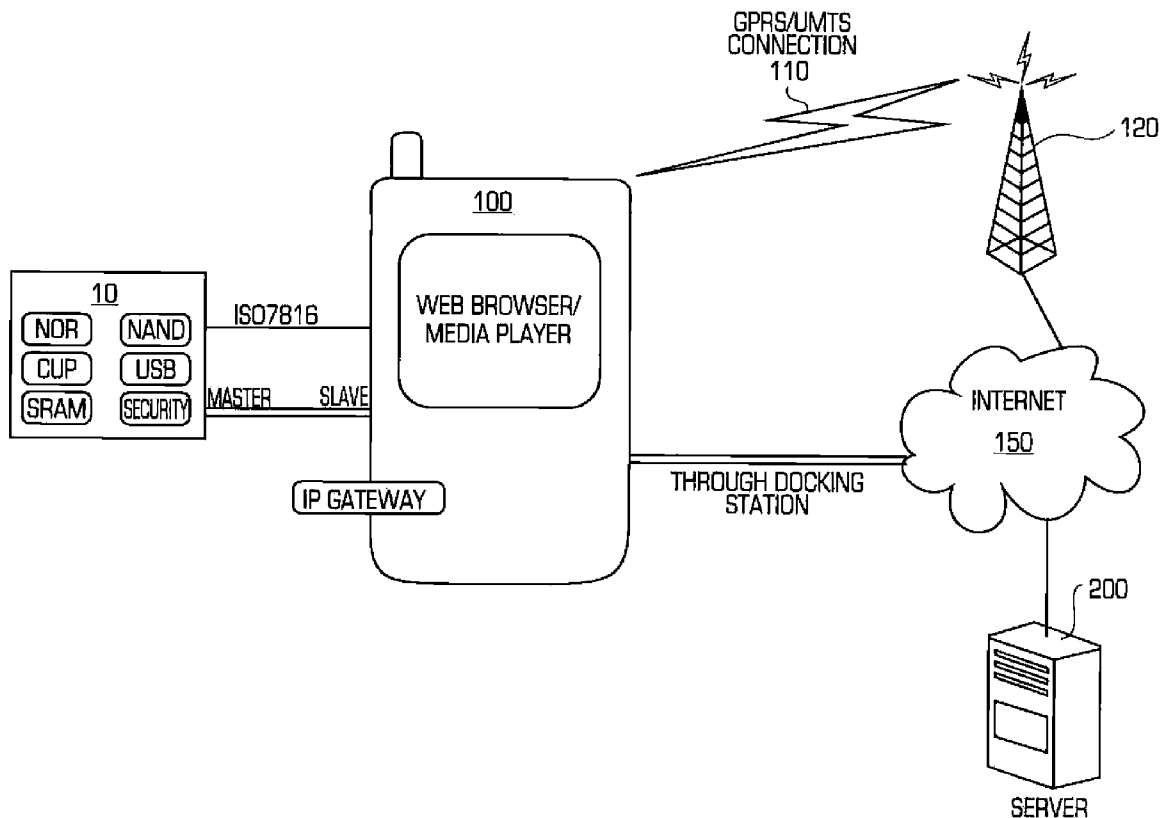 GPRS/UMTS
CONNECTION
110
120
100
WEB BROWSER/
MEDIA PLAYER
10
NOR
NAND
CUP
USB
SRAM
SECURITY
ISO7816
MASTER
SLAVE
IP GATEWAY
THROUGH DOCKING
STATION
INTERNET
150
200
SERVER